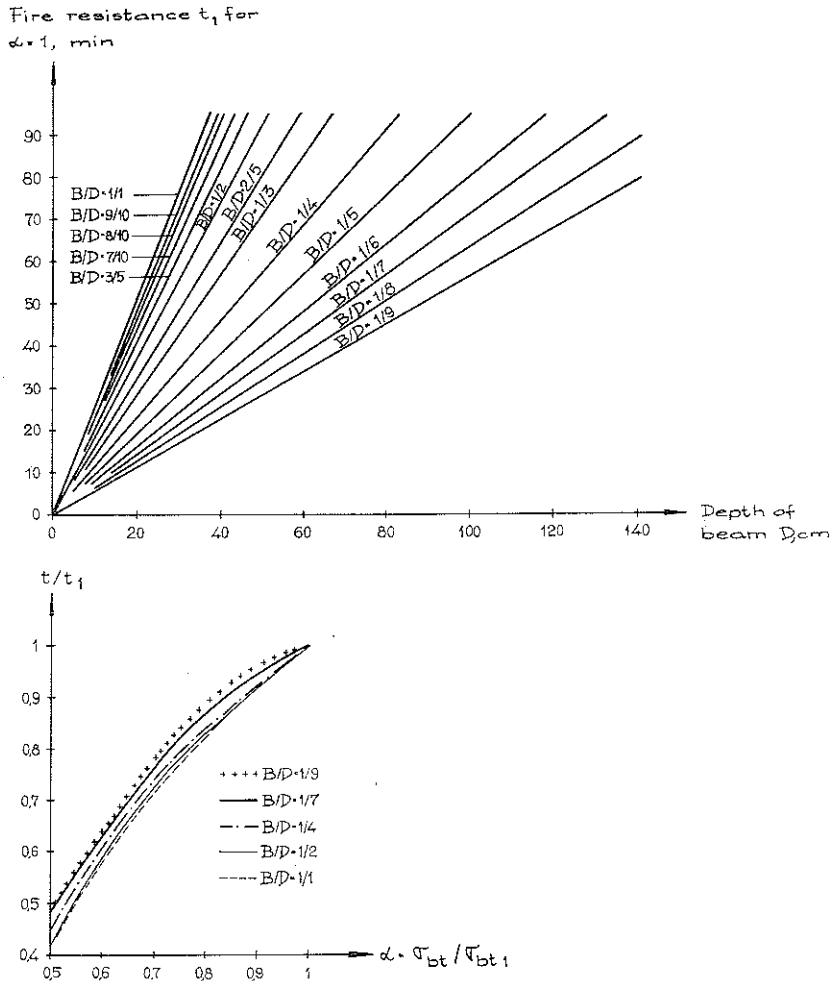 Fire resistance t₁ for
α=1, min
90
80
70
60
50
40
30
20
10
0
B/D=1/1
B/D=9/10
B/D=8/10
B/D=7/10
B/D=3/5
B/D=1/2
B/D=2/5
B/D=1/3
B/D=1/4
B/D=1/5
B/D=1/6
B/D=1/7
B/D=1/8
B/D=1/9
0 20 40 60 80 100 120 140
Depth of
beam D,cm
t/t₁
1
0,9
0,8
0,7
0,6
0,5
0,4
++++ B/D=1/9
B/D=1/7
B/D=1/4
B/D=1/2
B/D=1/1
0,5 0,6 0,7 0,8 0,9 1
α = σbt/σbt₁